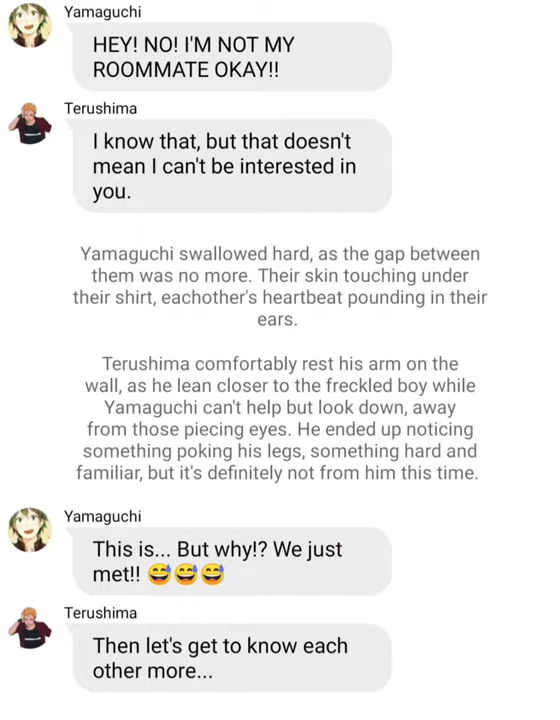 Yamaguchi
HEY! NO! I'M NOT MY
ROOMMATE OKAY!!
Terushima
I know that, but that doesn't
mean I can't be interested in
you.
Yamaguchi swallowed hard, as the gap between
them was no more. Their skin touching under
their shirt, eachother's heartbeat pounding in their
ears.
Terushima comfortably rest his arm on the
wall, as he lean closer to the freckled boy while
Yamaguchi can't help but look down, away
from those piecing eyes. He ended up noticing
something poking his legs, something hard and
familiar, but it's definitely not from him this time.
Yamaguchi
This is... But why!? We just
met!! 😅😅😅
Terushima
Then let's get to know each
other more...